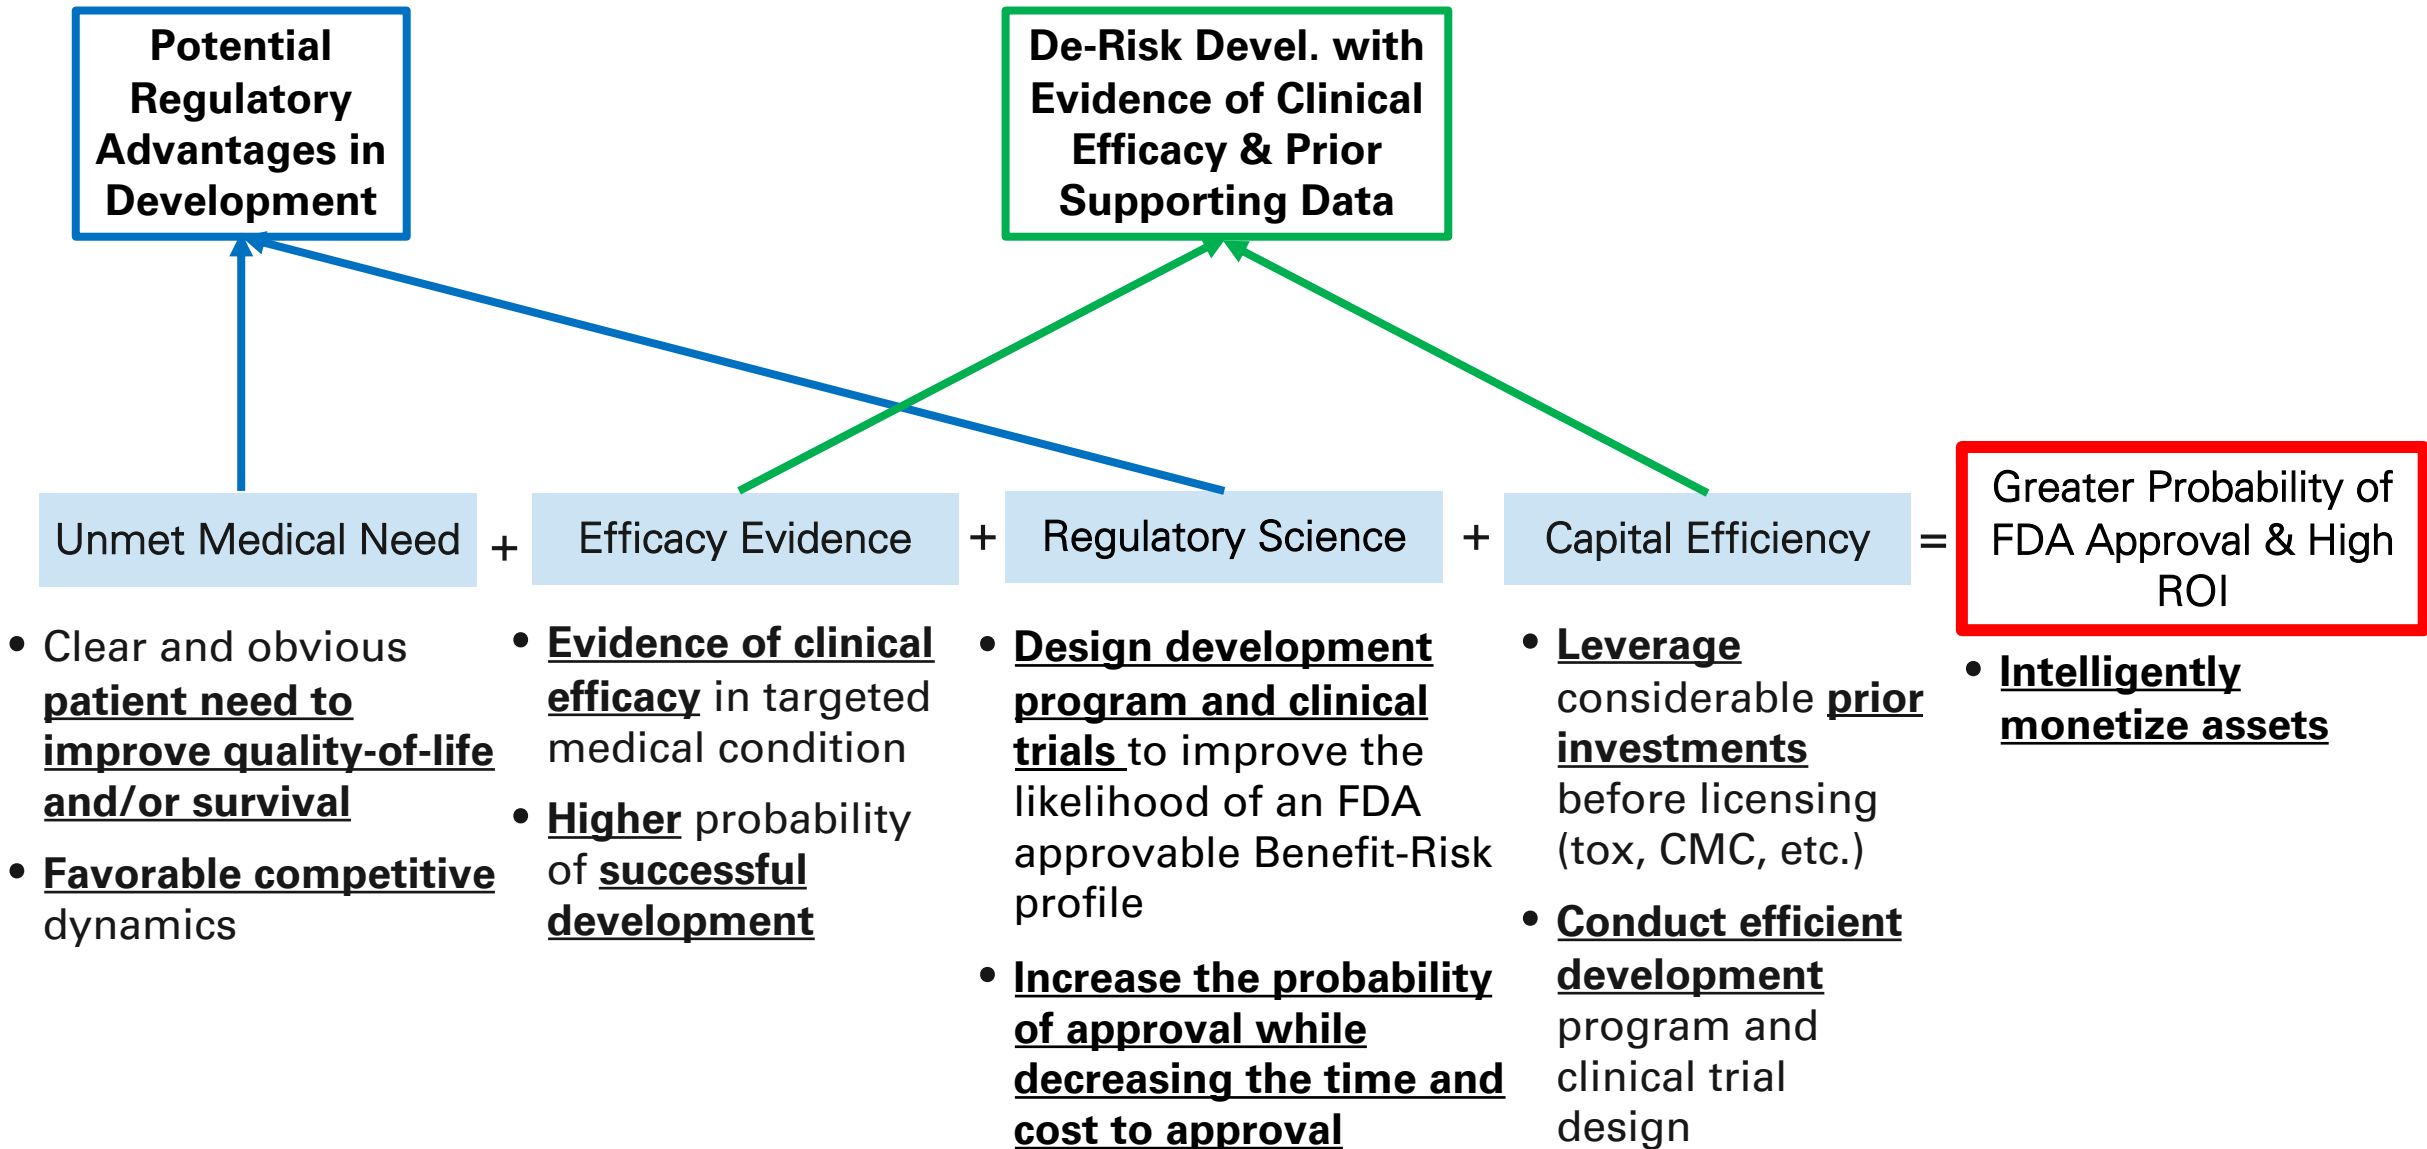 Potential
Regulatory
Advantages in
Development
De-Risk Devel. with
Evidence of Clinical
Efficacy & Prior
Supporting Data
Unmet Medical Need
+
Efficacy Evidence
+
Regulatory Science
+
Capital Efficiency
=
Greater Probability of
FDA Approval & High
ROI
• Clear and obvious
patient need to
improve quality-of-life
and/or survival
• Favorable competitive
dynamics
• Evidence of clinical
efficacy in targeted
medical condition
• Higher probability
of successful
development
• Design development
program and clinical
trials to improve the
likelihood of an FDA
approvable Benefit-Risk
profile
• Increase the probability
of approval while
decreasing the time and
cost to approval
• Leverage
considerable prior
investments
before licensing
(tox, CMC, etc.)
• Conduct efficient
development
program and
clinical trial
design
• Intelligently
monetize assets